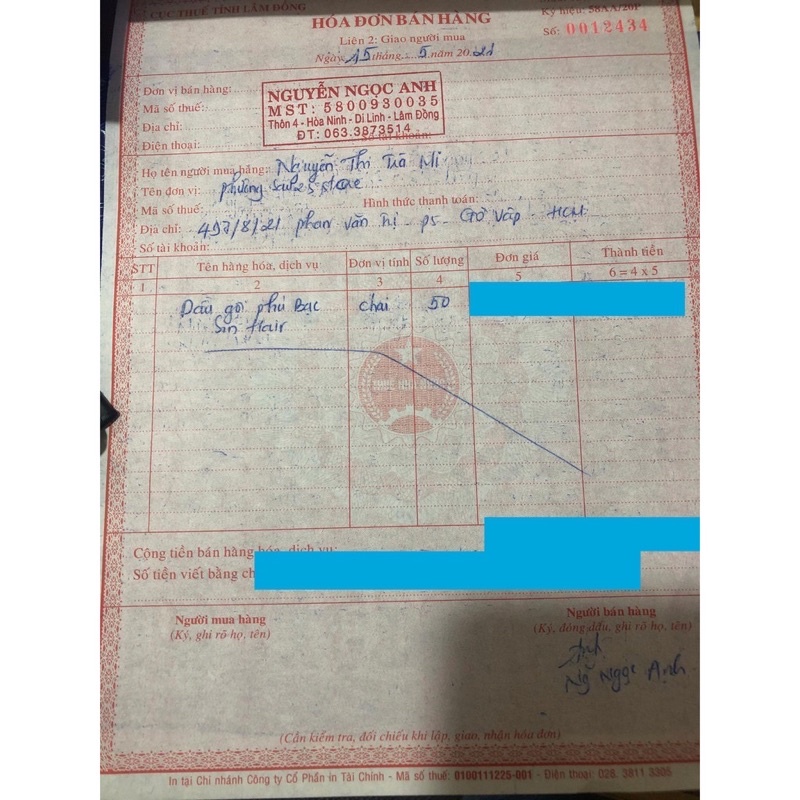 CỤC THUẾ TỈNH LÂM ĐỒNG
HÓA ĐƠN BÁN HÀNG
Ký hiệu: 58AA/20P
Liên 2: Giao người mua
Số: 0012434
Ngày 15 tháng 5 năm 2021
Đơn vị bán hàng:
NGUYỄN NGỌC ANH
Mã số thuế:
MST: 5800930035
Địa chỉ:
Thôn 4 - Hòa Ninh - Di Linh - Lâm Đồng
Điện thoại:
ĐT: 063.3873514
Họ tên người mua hàng: Nguyễn Thị Trà Mi
Tên đơn vị:
Mã số thuế:
Hình thức thanh toán:
Địa chỉ: 497/8/21 phan văn trị - p5 - Gò Vấp - HCM
Số tài khoản:
STT Tên hàng hóa, dịch vụ Đơn vị tính Số lượng Đơn giá Thành tiền
1 2 3 4 5 6 = 4 x 5
Dầu gội phủ Bạc chai 50
Sin Hair
Cộng tiền bán hàng hóa, dịch vụ:
Số tiền viết bằng
Người mua hàng
(Ký, ghi rõ họ, tên)
Người bán hàng
(Ký, đóng dấu, ghi rõ họ, tên)
Anh
Ng Ngọc Anh
(Cần kiểm tra, đối chiếu khi lập, giao, nhận hóa đơn)
In tại Chi nhánh Công ty Cổ Phần in Tài Chính - Mã số thuế: 0100111225-001 - Điện thoại: 028. 3811 3305